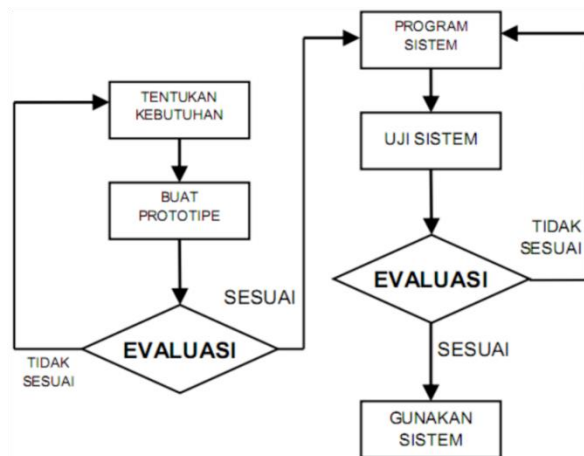 TENTUKAN
KEBUTUHAN
BUAT
PROTOTIPE
EVALUASI
TIDAK
SESUAI
SESUAI
PROGRAM
SISTEM
UJI SISTEM
EVALUASI
TIDAK
SESUAI
SESUAI
GUNAKAN
SISTEM